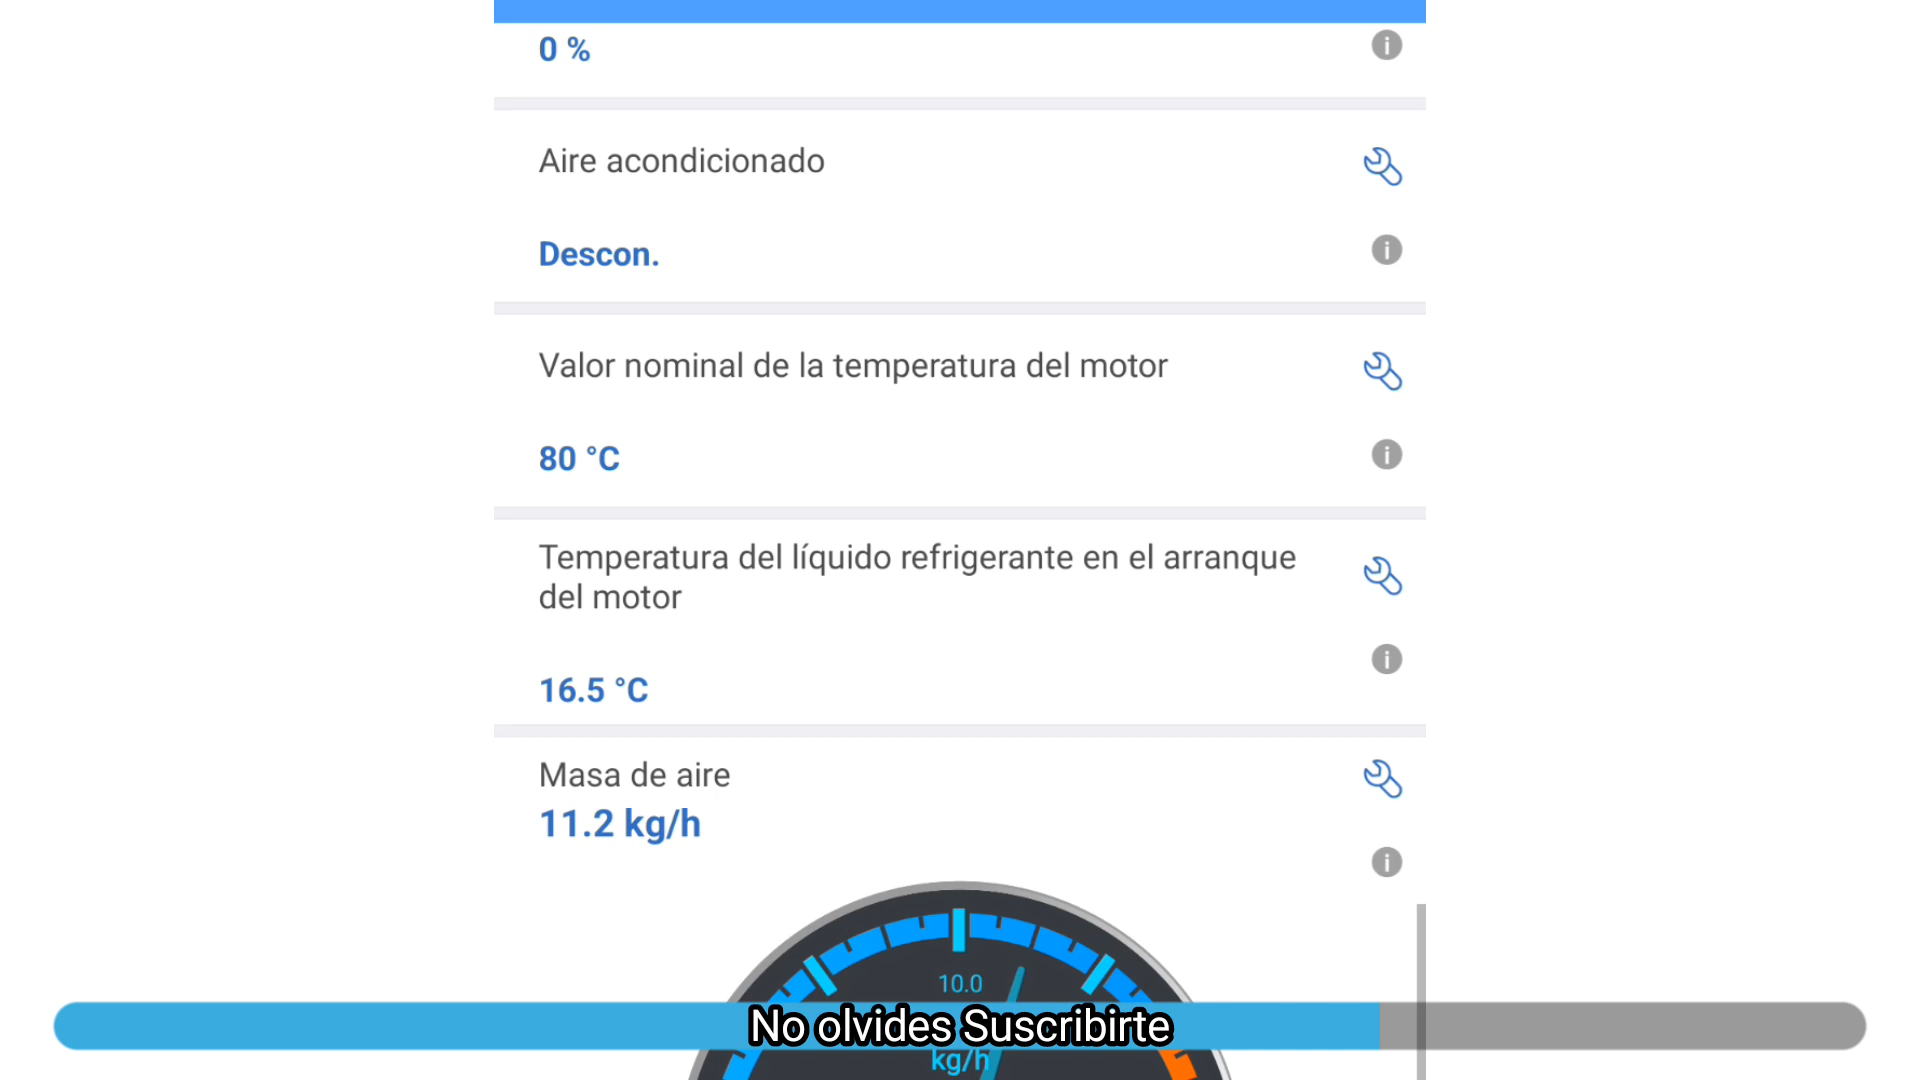 0 %
Aire acondicionado
Descon.
Valor nominal de la temperatura del motor
80 °C
Temperatura del líquido refrigerante en el arranque
del motor
16.5 °C
Masa de aire
11.2 kg/h
10.0
No olvides Suscribirte
kg/h